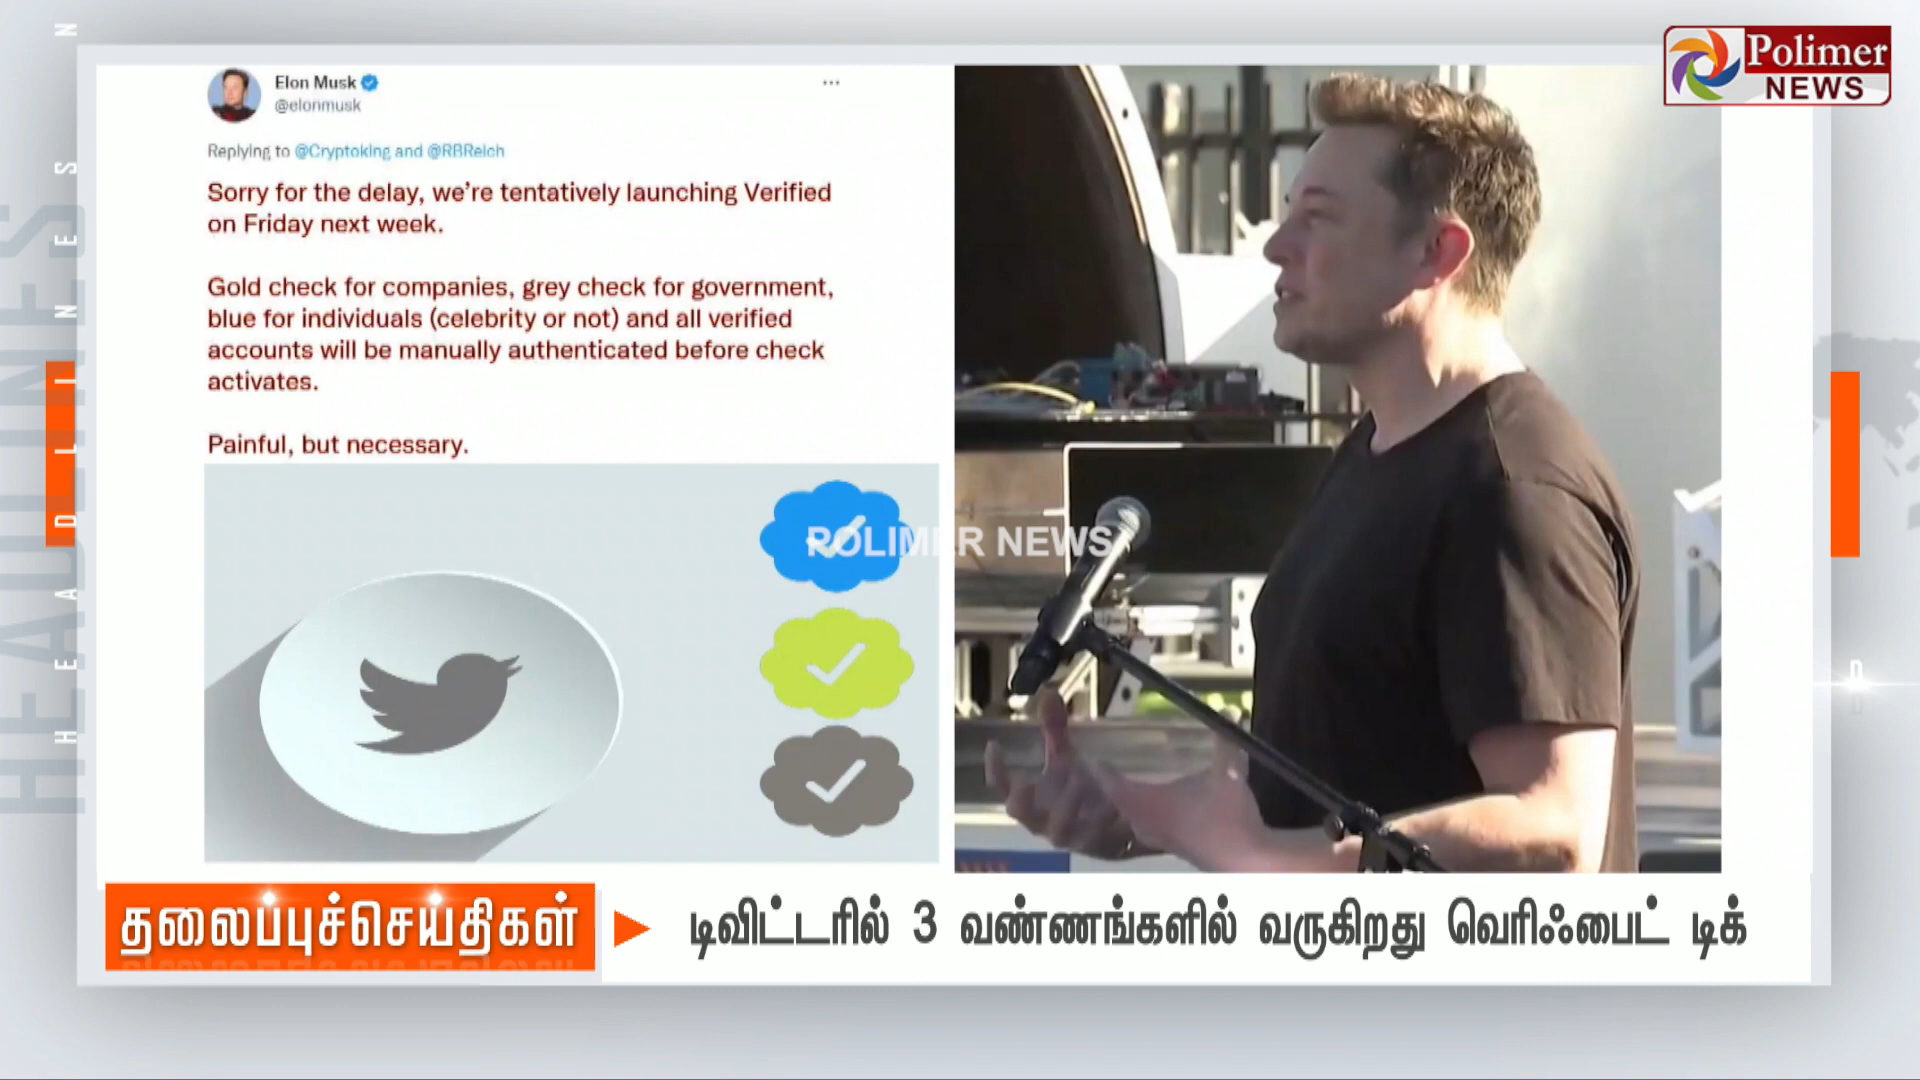 HEADLINES
HEADLINES N
Polimer
NEWS
Elon Musk
@elonmusk
Replying to @Cryptoking and @RBReich
Sorry for the delay, we're tentatively launching Verified
on Friday next week.
Gold check for companies, grey check for government,
blue for individuals (celebrity or not) and all verified
accounts will be manually authenticated before check
activates.
Painful, but necessary.
POLIMER NEWS
தலைப்புச்செய்திகள்
டிவிட்டரில் 3 வண்ணங்களில் வருகிறது வெரிஃபைட் டிக்